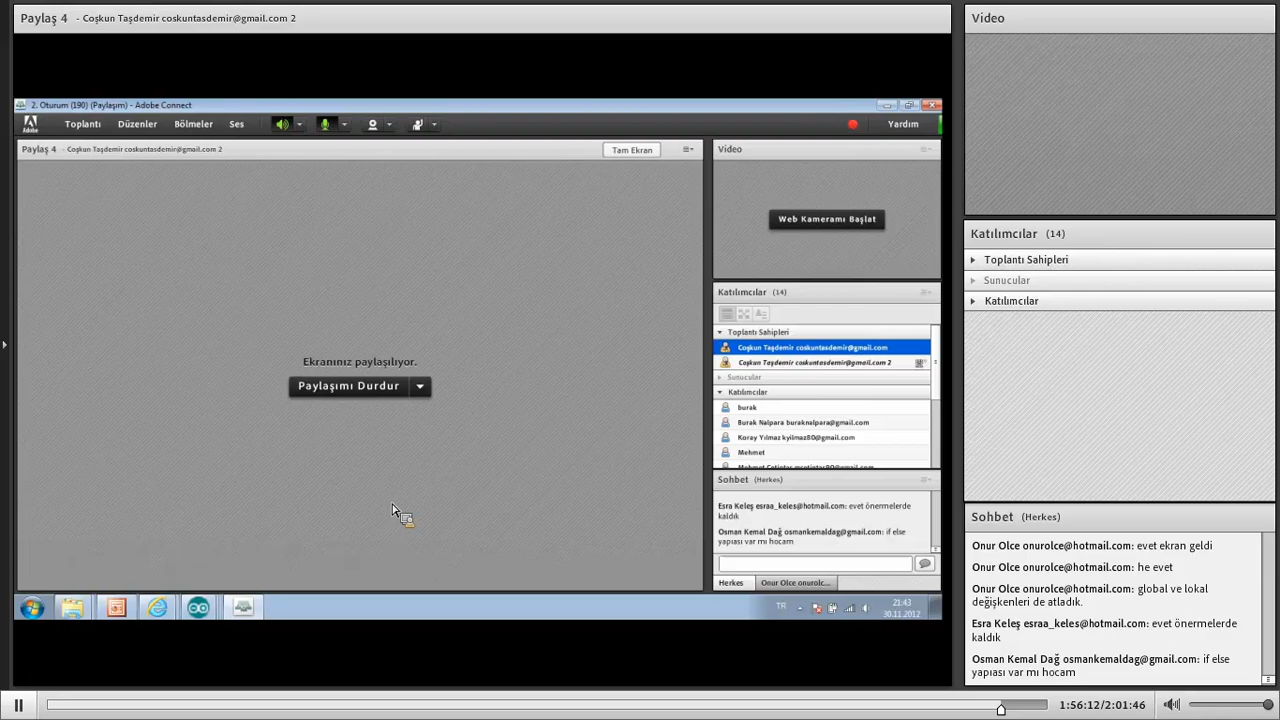 Paylaş 4 - Coşkun Taşdemir coskuntasdemir@gmail.com 2
2. Oturum (190) (Paylaşım) - Adobe Connect
Adobe
Toplantı Düzenler Bölmeler Ses
Yardım
Paylaş 4 - Coşkun Taşdemir coskuntasdemir@gmail.com 2
Tam Ekran
Ekranınız paylaşılıyor.
Paylaşımı Durdur
Video
Web Kameramı Başlat
Katılımcılar (14)
Toplantı Sahipleri
Coşkun Taşdemir coskuntasdemir@gmail.com
Coşkun Taşdemir coskuntasdemir@gmail.com 2
Sunucular
Katılımcılar
burak
Burak Nalpara buraknalpara@gmail.com
Koray Yılmaz kyilmaz80@gmail.com
Mehmet
Sohbet (Herkes)
Esra Keleş esraa_keles@hotmail.com: evet önermelerde
kaldık
Osman Kemal Dağ osmankemaldag@gmail.com: if else
yapıası var mı hocam
Herkes Onur Olce onurolc...
TR
21:43
30.11.2012
Video
Katılımcılar (14)
Toplantı Sahipleri
Sunucular
Katılımcılar
Sohbet (Herkes)
Onur Olce onurolce@hotmail.com: evet ekran geldi
Onur Olce onurolce@hotmail.com: he evet
Onur Olce onurolce@hotmail.com: global ve lokal
değişkenleri de atladık.
Esra Keleş esraa_keles@hotmail.com: evet önermelerde
kaldık
Osman Kemal Dağ osmankemaldag@gmail.com: if else
yapıası var mı hocam
1:56:12/2:01:46